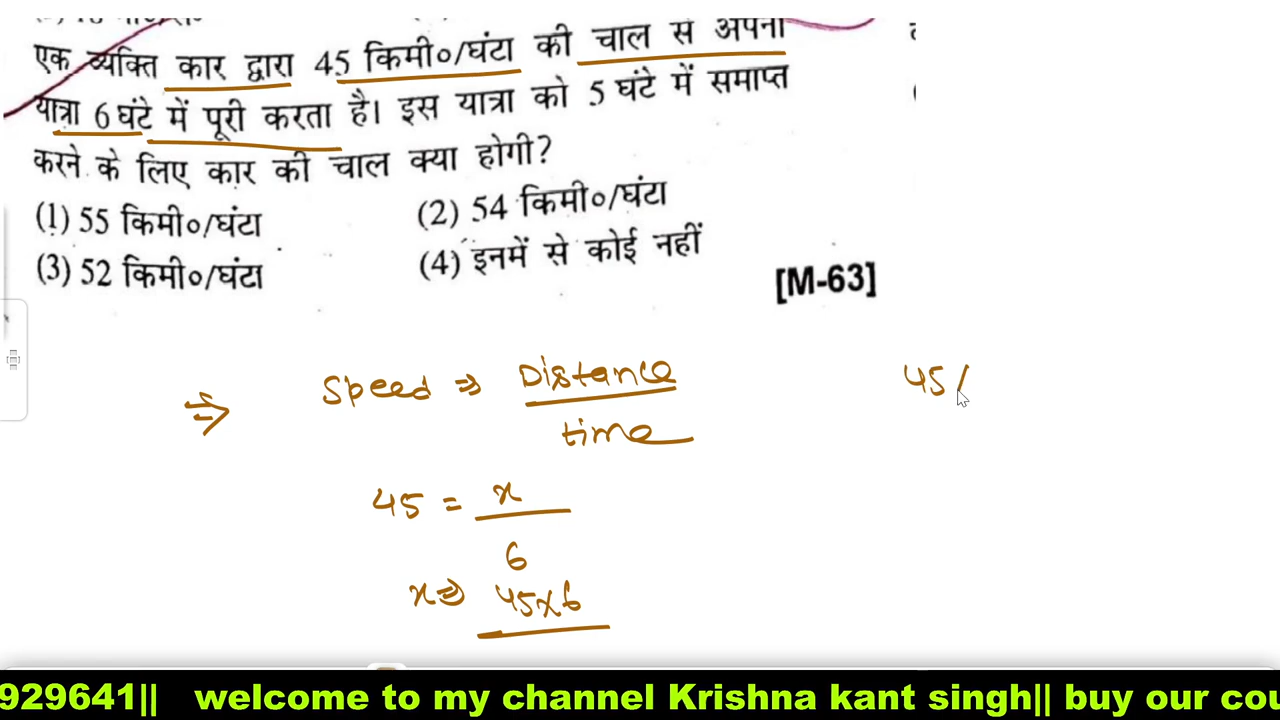 एक व्यक्ति कार द्वारा 45 किमी०/घंटा की चाल से अपनी
यात्रा 6 घंटे में पूरी करता है। इस यात्रा को 5 घंटे में समाप्त
करने के लिए कार की चाल क्या होगी?
(1) 55 किमी०/घंटा (2) 54 किमी०/घंटा
(3) 52 किमी०/घंटा (4) इनमें से कोई नहीं
[M-63]
⇒ Speed ⇒ Distance
time
45 /
45 = x
6
x ⇒ 45x6
929641|| welcome to my channel Krishna kant singh|| buy our cou